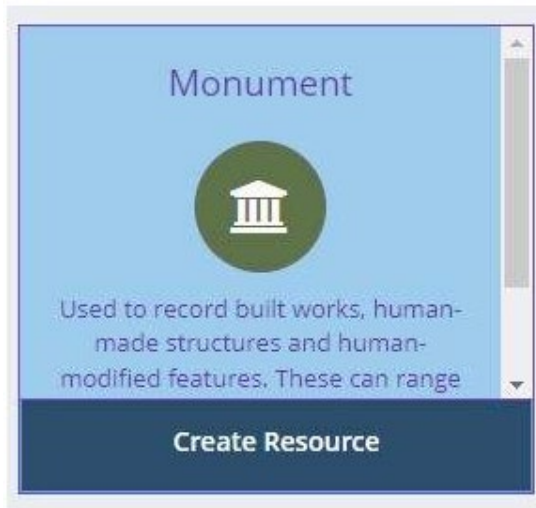 Monument
Used to record built works, human-
made structures and human-
modified features. These can range
Create Resource